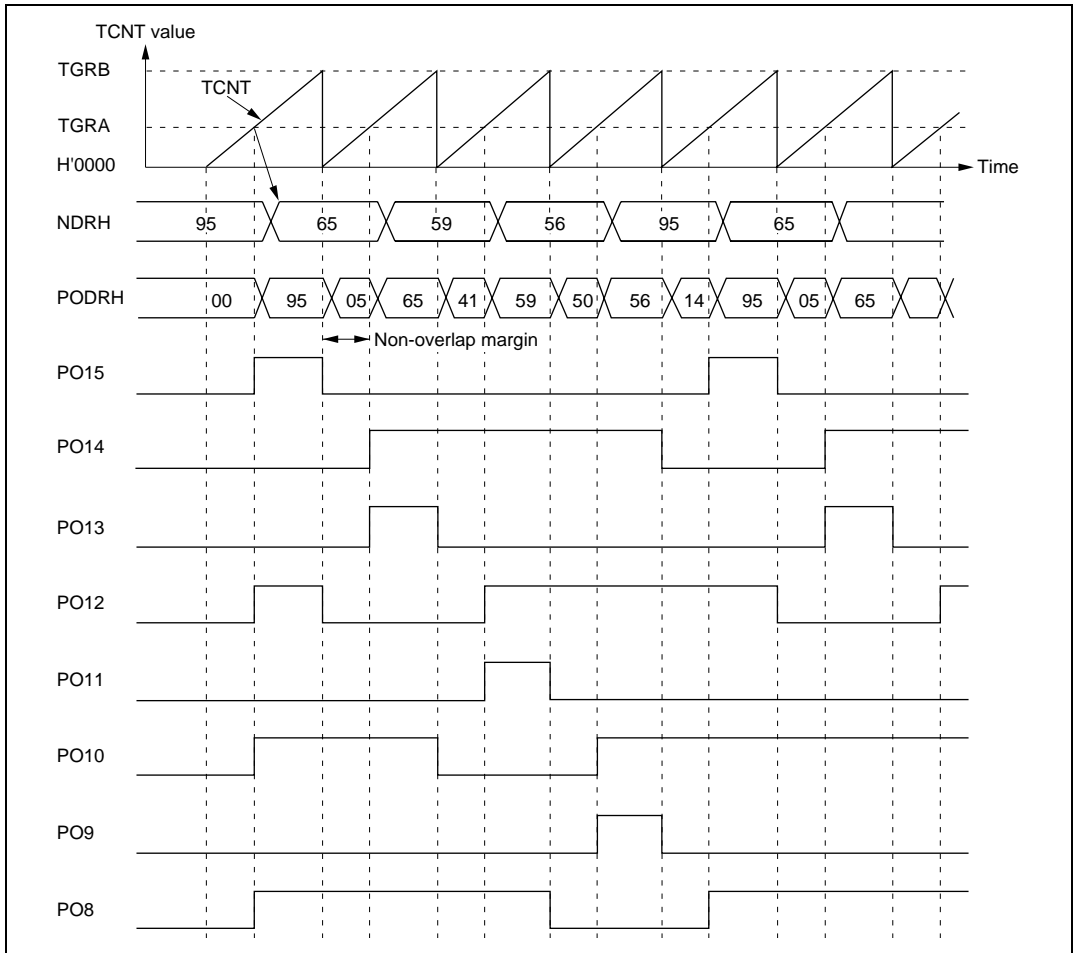 TCNT value
TGRB
TCNT
TGRA
H'0000
Time
NDRH 95 65 59 56 95 65
PODRH 00 95 05 65 41 59 50 56 14 95 05 65
Non-overlap margin
PO15
PO14
PO13
PO12
PO11
PO10
PO9
PO8